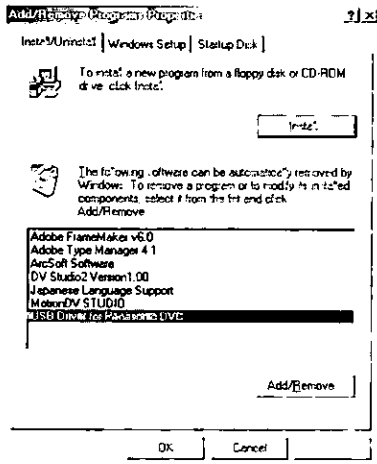 Add/Remove Programs Properties
Install/Uninstall Windows Setup Startup Disk
To install a new program from a floppy disk or CD-ROM
drive, click Install.
Install...
The following software can be automatically removed by
Windows. To remove a program or to modify its installed
components, select it from the list and click
Add/Remove
Adobe FrameMaker v6.0
Adobe Type Manager 4.1
ArcSoft Software
DV Studio2 Version1.00
Japanese Language Support
MotionDV STUDIO
USB Driver for Panasonic DVC
Add/Remove
OK Cancel